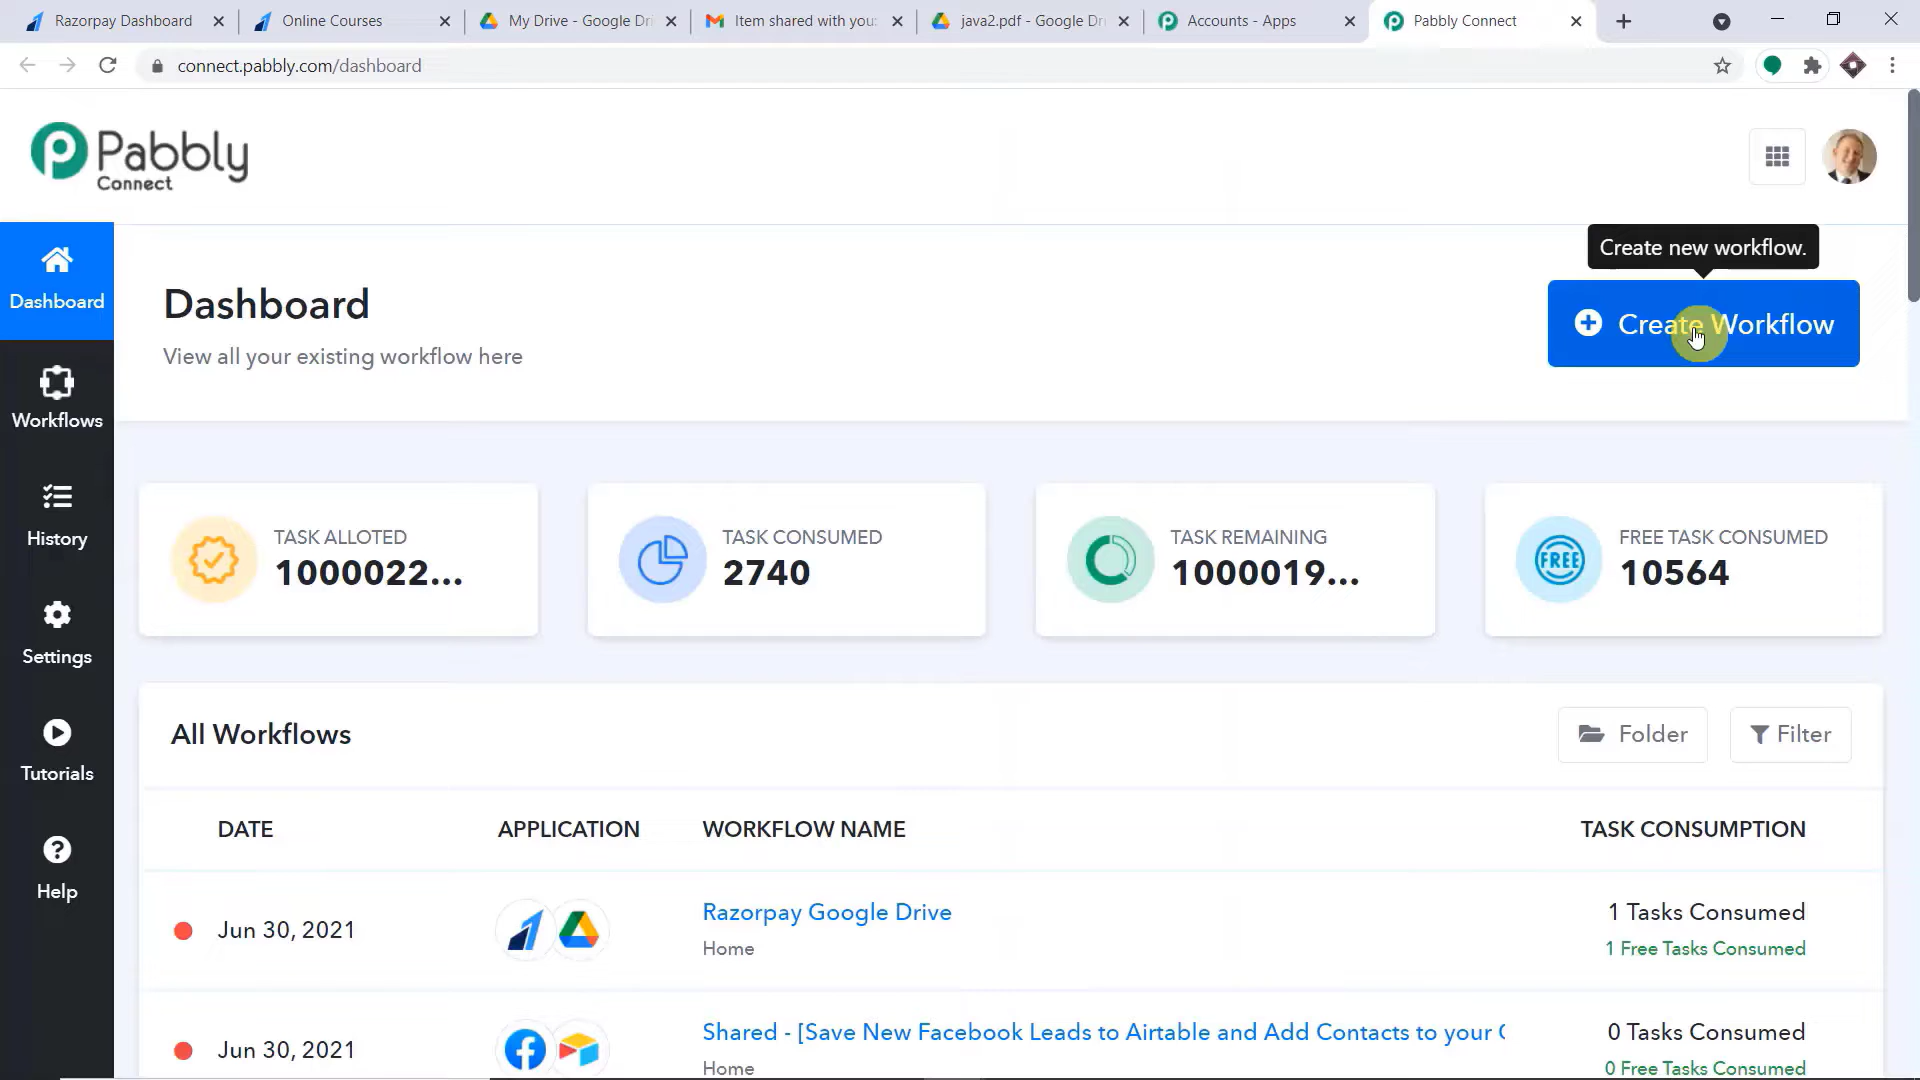 Razorpay Dashboard
Online Courses
My Drive - Google Dri
Item shared with you:
java2.pdf - Google Dri
Accounts - Apps
Pabbly Connect
connect.pabbly.com/dashboard
Pabbly
Connect
Create new workflow.
Dashboard
Dashboard
View all your existing workflow here
Create Workflow
Workflows
History
Settings
Tutorials
Help
TASK ALLOTED
1000022...
TASK CONSUMED
2740
TASK REMAINING
1000019...
FREE
FREE TASK CONSUMED
10564
All Workflows
Folder
Filter
DATE
APPLICATION
WORKFLOW NAME
TASK CONSUMPTION
Jun 30, 2021
Razorpay Google Drive
Home
1 Tasks Consumed
1 Free Tasks Consumed
Jun 30, 2021
Shared - [Save New Facebook Leads to Airtable and Add Contacts to your
Home
0 Tasks Consumed
0 Free Tasks Consumed